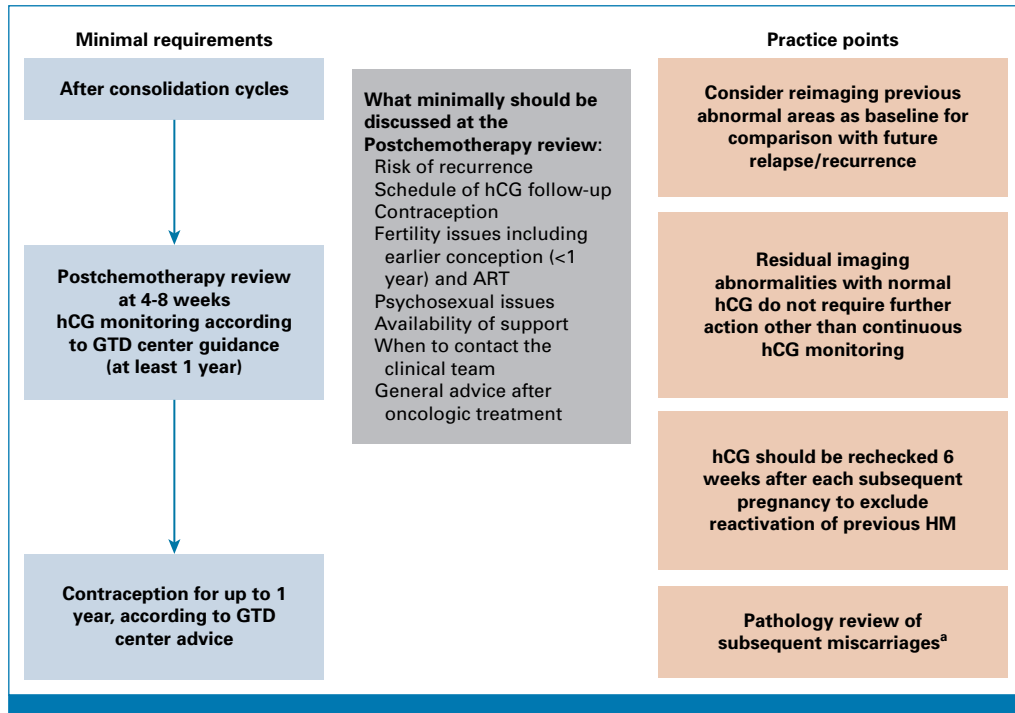 Minimal requirements
After consolidation cycles
Postchemotherapy review
at 4-8 weeks
hCG monitoring according
to GTD center guidance
(at least 1 year)
Contraception for up to 1
year, according to GTD
center advice
What minimally should be
discussed at the
Postchemotherapy review:
Risk of recurrence
Schedule of hCG follow-up
Contraception
Fertility issues including
earlier conception (<1
year) and ART
Psychosexual issues
Availability of support
When to contact the
clinical team
General advice after
oncologic treatment
Practice points
Consider reimaging previous
abnormal areas as baseline for
comparison with future
relapse/recurrence
Residual imaging
abnormalities with normal
hCG do not require further
action other than continuous
hCG monitoring
hCG should be rechecked 6
weeks after each subsequent
pregnancy to exclude
reactivation of previous HM
Pathology review of
subsequent miscarriagesᵃ